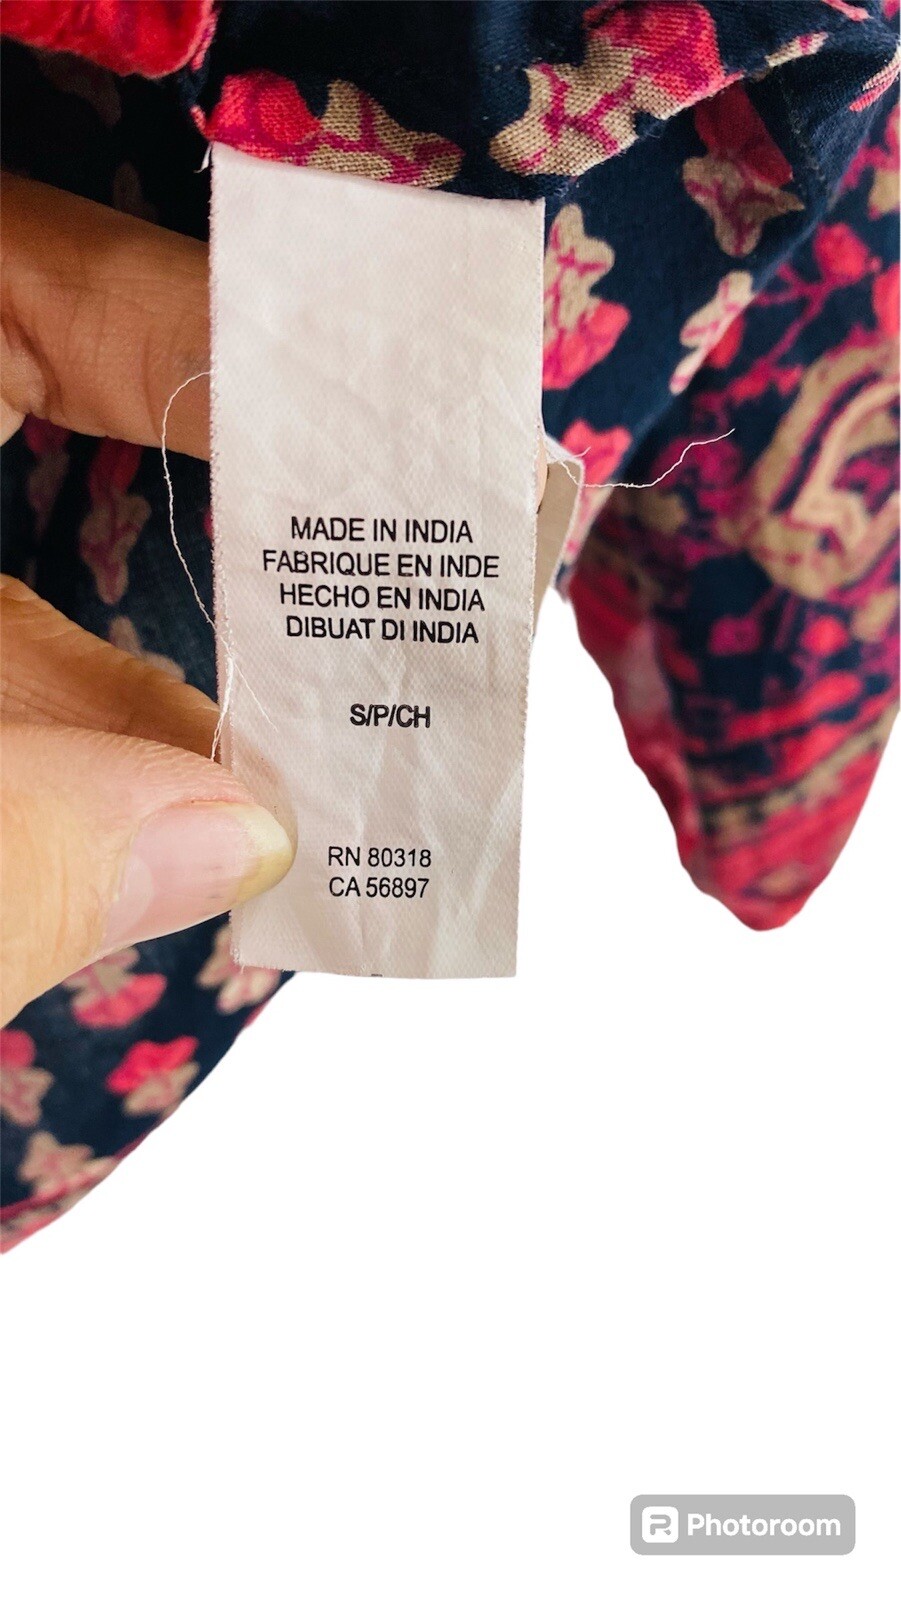 MADE IN INDIA
FABRIQUE EN INDE
HECHO EN INDIA
DIBUAT DI INDIA
S/P/CH
RN 80318
CA 56897
Photoroom